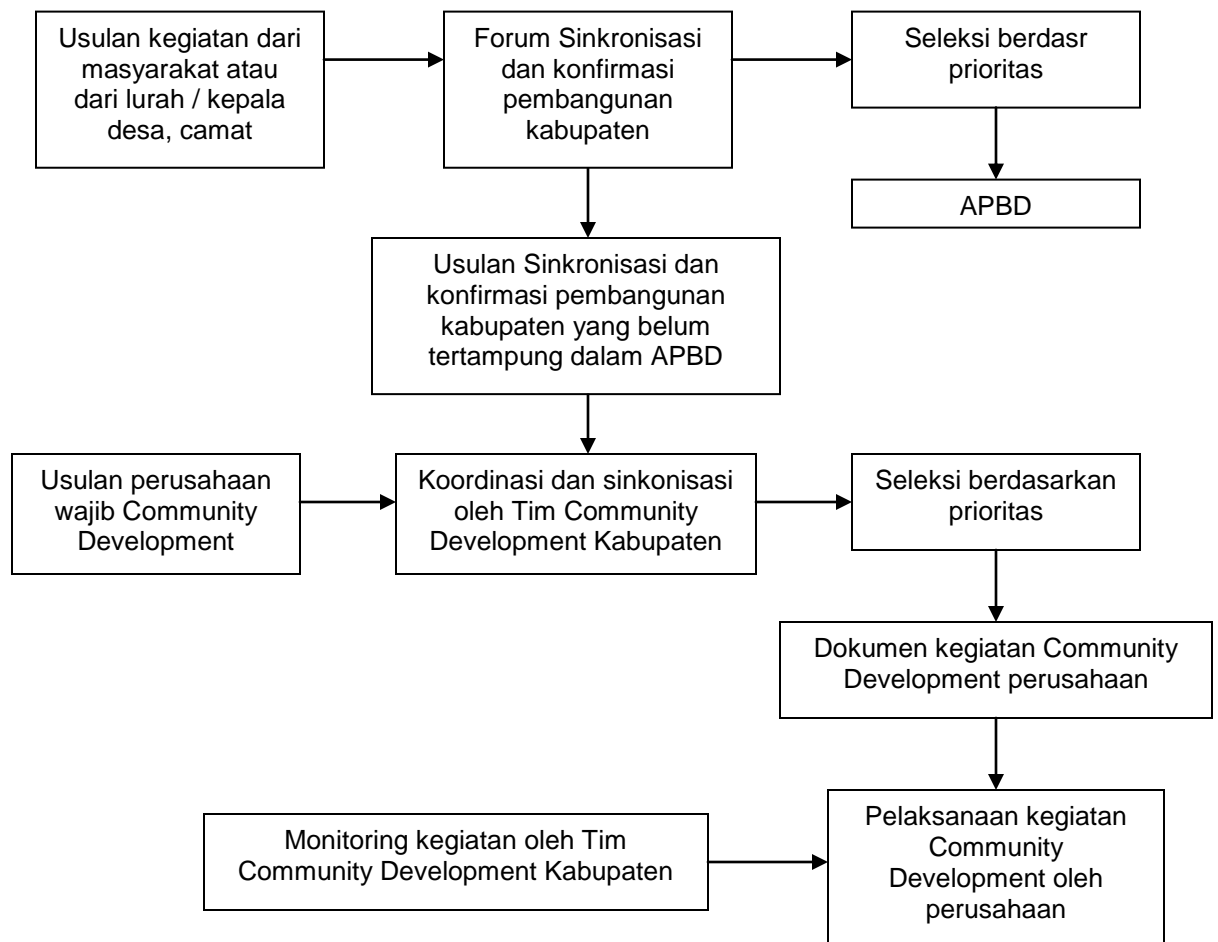 Usulan kegiatan dari
masyarakat atau
dari lurah / kepala
desa, camat
Forum Sinkronisasi
dan konfirmasi
pembangunan
kabupaten
Seleksi berdasr
prioritas
APBD
Usulan Sinkronisasi dan
konfirmasi pembangunan
kabupaten yang belum
tertampung dalam APBD
Usulan perusahaan
wajib Community
Development
Koordinasi dan sinkonisasi
oleh Tim Community
Development Kabupaten
Seleksi berdasarkan
prioritas
Dokumen kegiatan Community
Development perusahaan
Monitoring kegiatan oleh Tim
Community Development Kabupaten
Pelaksanaan kegiatan
Community
Development oleh
perusahaan